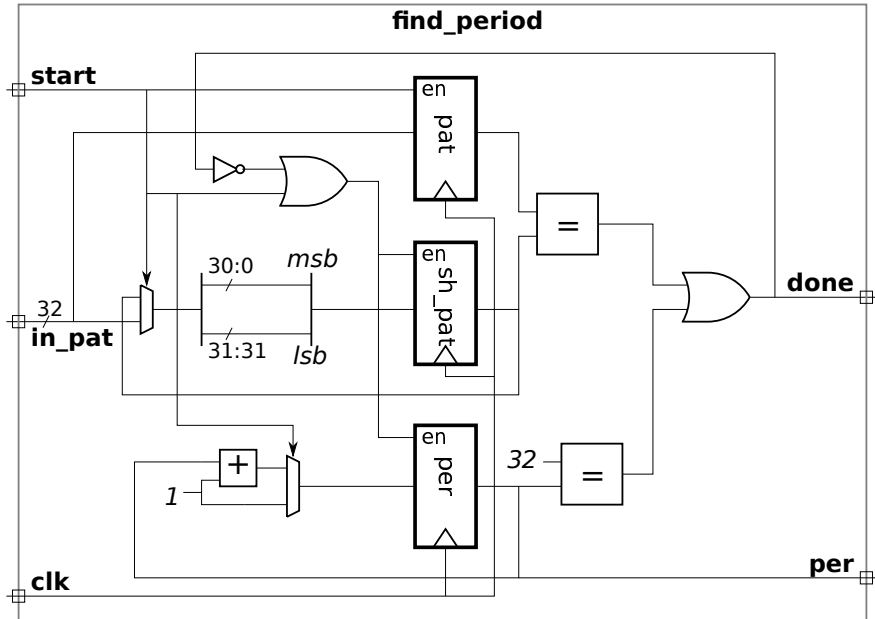 find_period
start
en
pat
=
30:0
msb
en
sh_pat
done
32
in_pat
31:31
lsb
en
per
32
=
+
1
per
clk